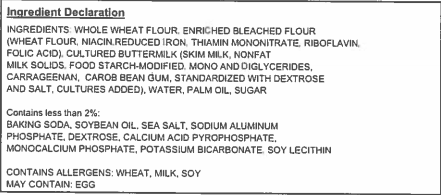 Ingredient Declaration
INGREDIENTS: WHOLE WHEAT FLOUR, ENRICHED BLEACHED FLOUR
(WHEAT FLOUR, NIACIN,REDUCED IRON, THIAMIN MONONITRATE, RIBOFLAVIN,
FOLIC ACID), CULTURED BUTTERMILK (SKIM MILK, NONFAT
MILK SOLIDS, FOOD STARCH-MODIFIED, MONO AND DIGLYCERIDES,
CARRAGEENAN, CAROB BEAN GUM, STANDARDIZED WITH DEXTROSE
AND SALT, CULTURES ADDED), WATER, PALM OIL, SUGAR
Contains less than 2%:
BAKING SODA, SOYBEAN OIL, SEA SALT, SODIUM ALUMINUM
PHOSPHATE, DEXTROSE, CALCIUM ACID PYROPHOSPHATE,
MONOCALCIUM PHOSPHATE, POTASSIUM BICARBONATE, SOY LECITHIN
CONTAINS ALLERGENS: WHEAT, MILK, SOY
MAY CONTAIN: EGG